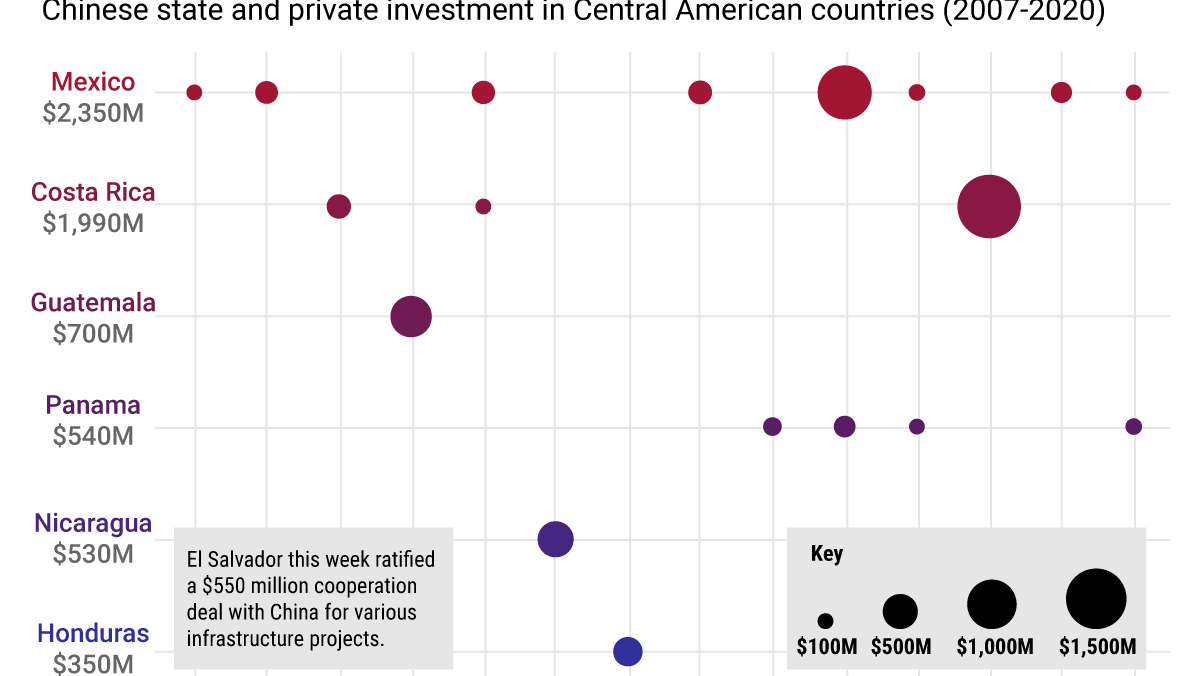 Chinese state and private investment in Central American countries (2007-2020)
Mexico
$2,350M
Costa Rica
$1,990M
Guatemala
$700M
Panama
$540M
Nicaragua
$530M
Honduras
$350M
El Salvador this week ratified
a $550 million cooperation
deal with China for various
infrastructure projects.
Key
$100M $500M $1,000M $1,500M